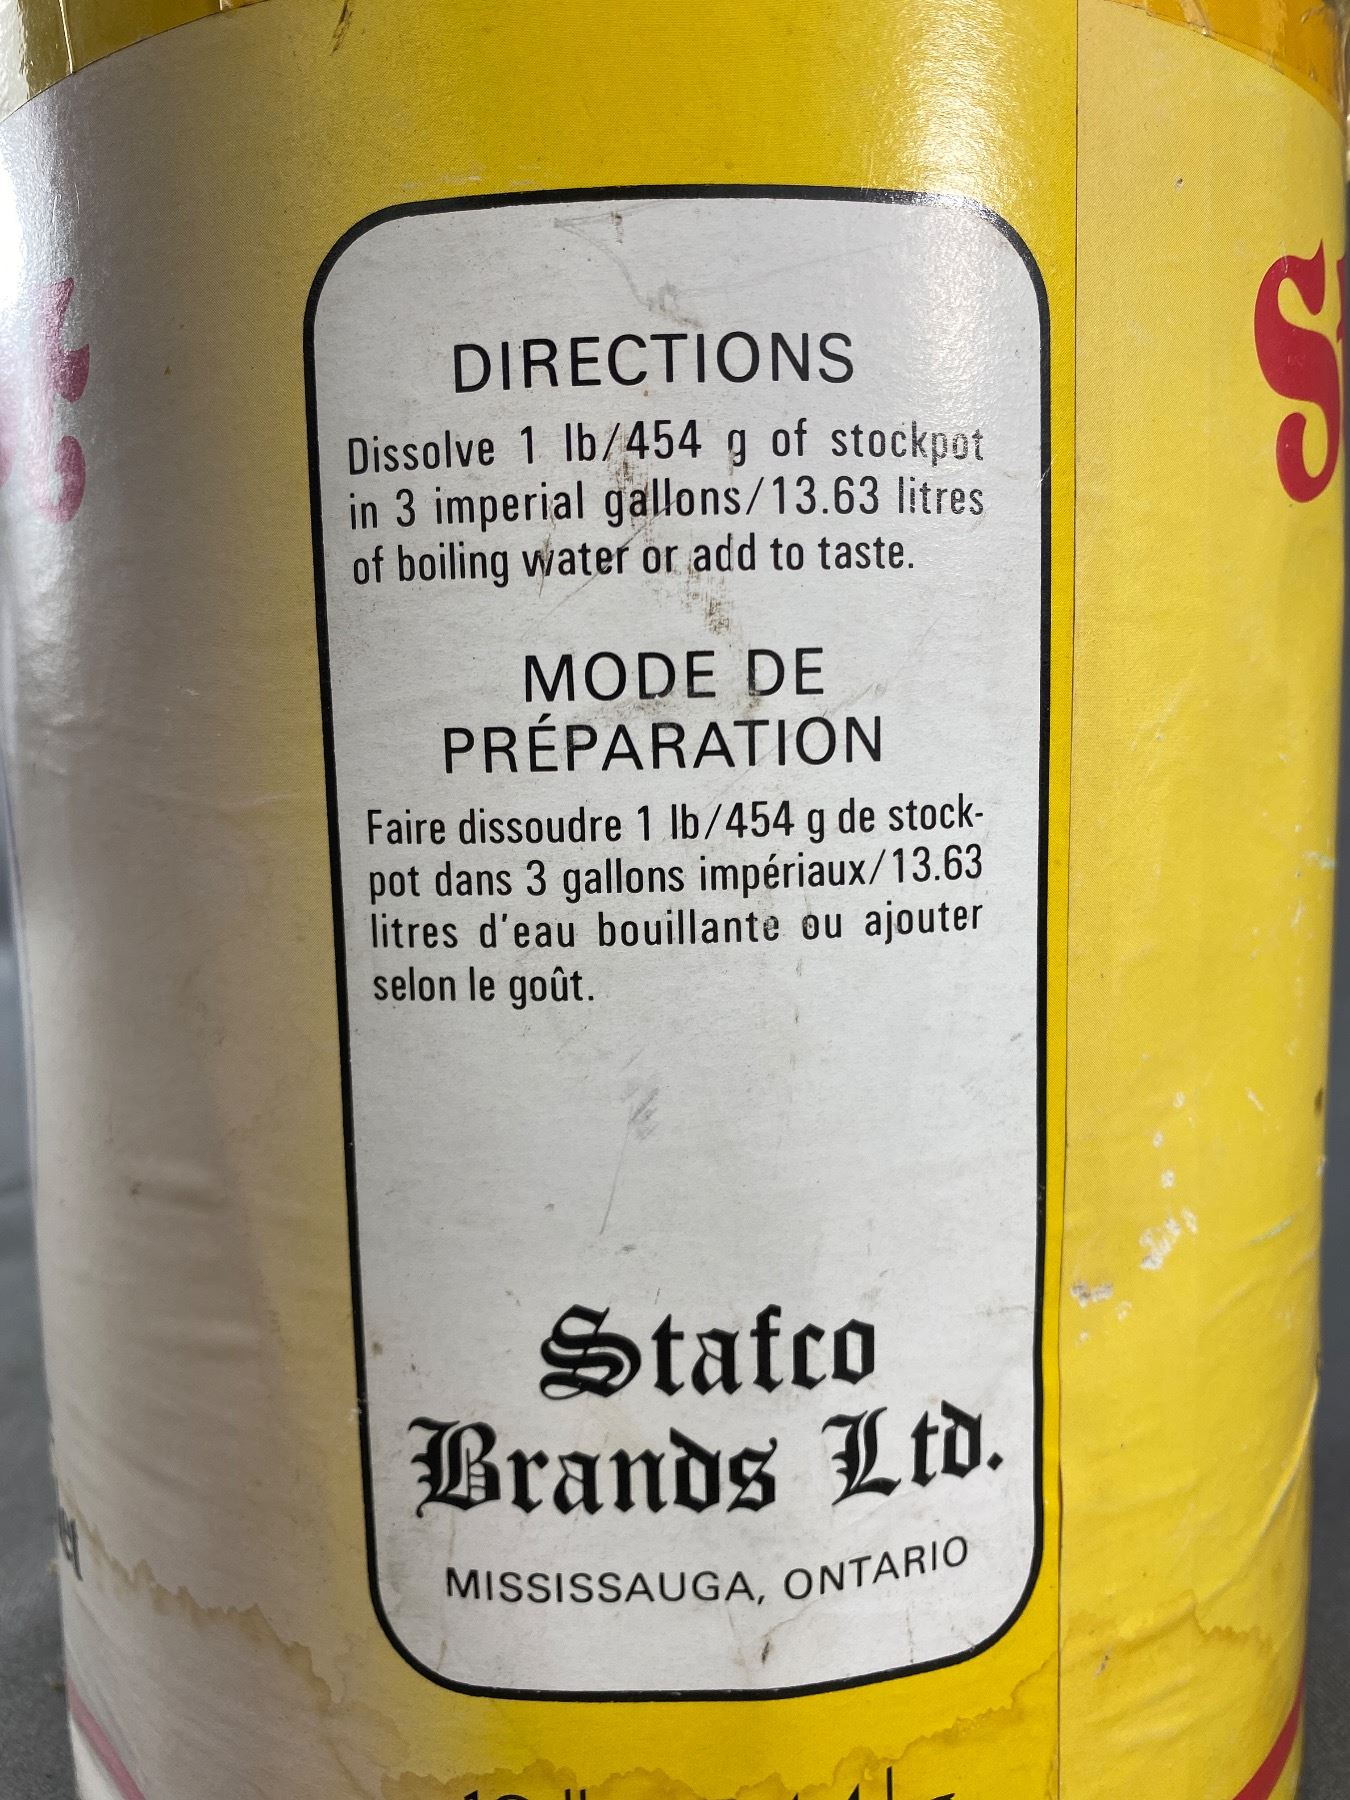 DIRECTIONS
Dissolve 1 lb/454 g of stockpot
in 3 imperial gallons/13.63 litres
of boiling water or add to taste.
MODE DE
PRÉPARATION
Faire dissoudre 1 lb/454 g de stock-
pot dans 3 gallons impériaux/13.63
litres d'eau bouillante ou ajouter
selon le goût.
Stafco
Brands Ltd.
MISSISSAUGA, ONTARIO